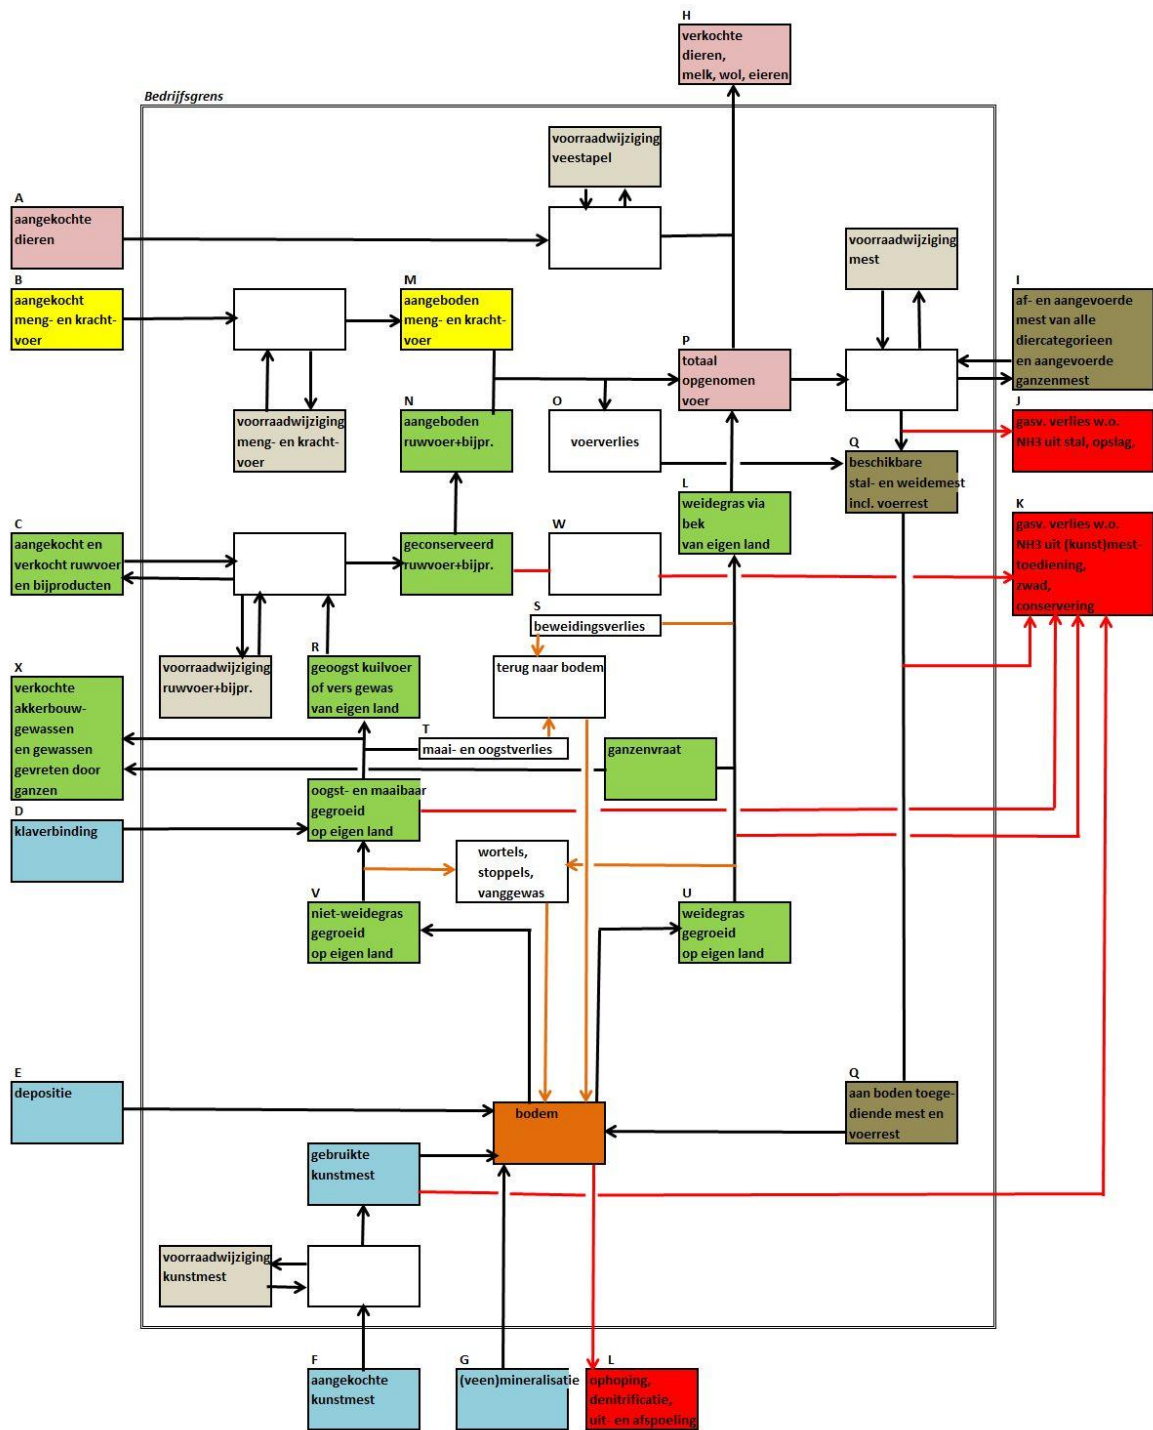 H
verkochte
dieren,
melk, wol, eieren
Bedrijfsgrens
voorraadwijziging
veestapel
A
aangekochte
dieren
voorraadwijziging
mest
B
aangekocht
meng- en kracht-
voer
M
aangeboden
meng- en kracht-
voer
I
af- en aangevoerde
mest van alle
diercategorieen
en aangevoerde
ganzenmest
P
totaal
opgenomen
voer
voorraadwijziging
meng- en kracht-
voer
N
aangeboden
ruwvoer+bijpr.
O
voerverlies
J
gasv. verlies w.o.
NH3 uit stal, opslag,
Q
beschikbare
stal- en weidemest
incl. voerrest
L
weidegras via
bek
van eigen land
C
aangekocht en
verkocht ruwvoer
en bijproducten
geconserveerd
ruwvoer+bijpr.
W
K
gasv. verlies w.o.
NH3 uit (kunst)mest-
toediening,
zwad,
conservering
S
beweidingsverlies
voorraadwijziging
ruwvoer+bijpr.
R
geoogst kuilvoer
of vers gewas
van eigen land
terug naar bodem
X
verkochte
akkerbouw-
gewassen
en gewassen
gevreten door
ganzen
T
maai- en oogstverlies
ganzenvraat
oogst- en maaibaar
gegroeid
op eigen land
D
klaverbinding
wortels,
stoppels,
vanggewas
V
niet-weidegras
gegroeid
op eigen land
U
weidegras
gegroeid
op eigen land
E
depositie
bodem
Q
aan boden toege-
diende mest en
voerrest
gebruikte
kunstmest
voorraadwijziging
kunstmest
F
aangekochte
kunstmest
G
(veen)mineralisatie
L
ophoping,
denitrificatie,
uit- en afspoeling